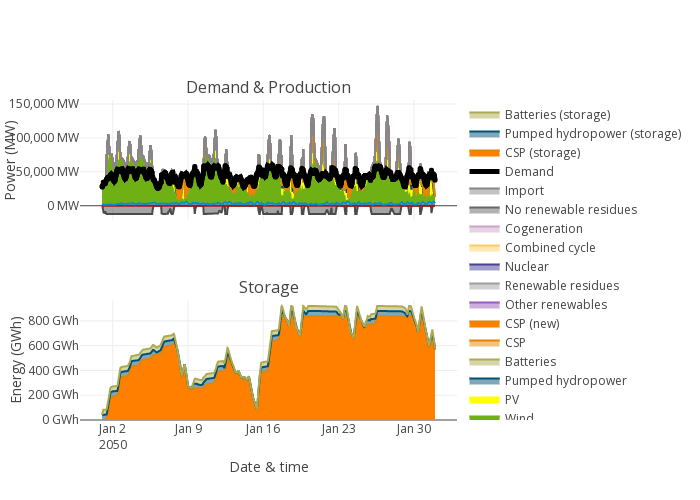 Demand & Production
150,000 MW
100,000 MW
50,000 MW
0 MW
Power (MW)
Storage
800 GWh
600 GWh
400 GWh
200 GWh
0 GWh
Energy (GWh)
Jan 2
2050
Jan 9
Jan 16
Jan 23
Jan 30
Date & time
Batteries (storage)
Pumped hydropower (storage)
CSP (storage)
Demand
Import
No renewable residues
Cogeneration
Combined cycle
Nuclear
Renewable residues
Other renewables
CSP (new)
CSP
Batteries
Pumped hydropower
PV
Wind